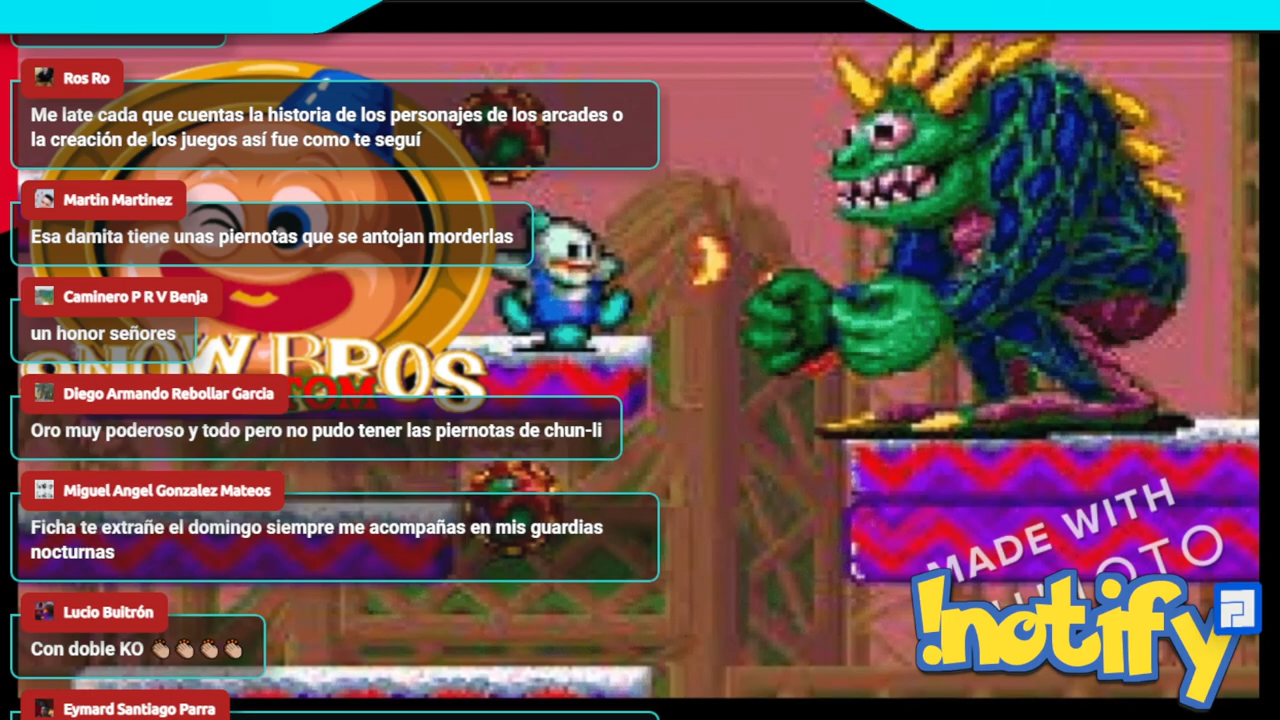 Ros Ro
Me late cada que cuentas la historia de los personajes de los arcades o
la creación de los juegos así fue como te seguí
Martin Martinez
Esa damita tiene unas piernotas que se antojan morderlas
Caminero P R V Benja
un honor señores
SNOW BROS
Diego Armando Rebollar Garcia
Oro muy poderoso y todo pero no pudo tener las piernotas de chun-li
Miguel Angel Gonzalez Mateos
Ficha te extrañe el domingo siempre me acompañas en mis guardias
nocturnas
MADE WITH
Lucio Buitrón
Con doble KO 👏👏👏👏
!notify
Eymard Santiago Parra